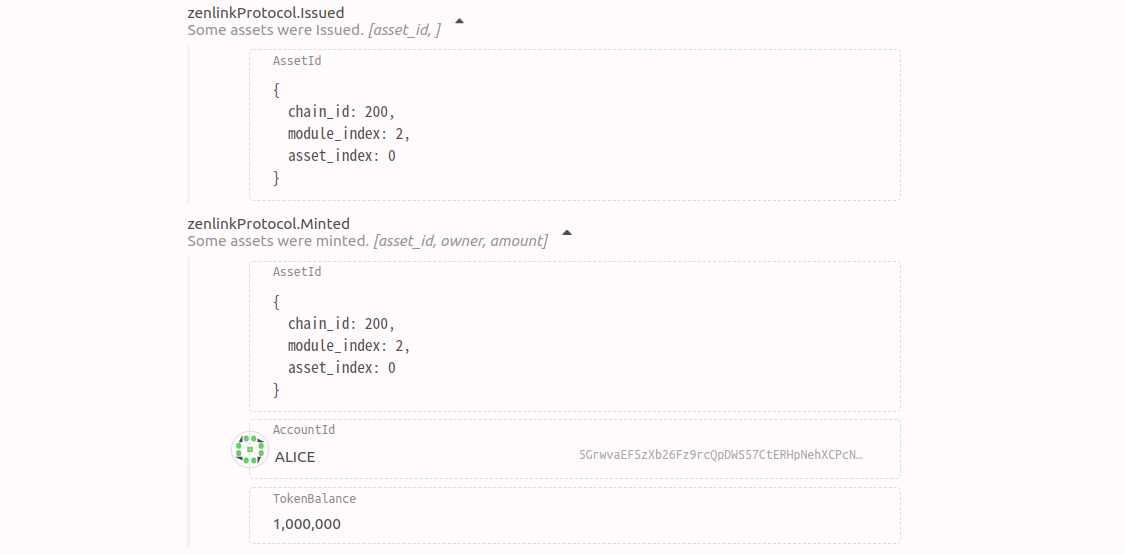 zenlinkProtocol.Issued
Some assets were Issued. [asset_id, ]
AssetId
{
chain_id: 200,
module_index: 2,
asset_index: 0
}
zenlinkProtocol.Minted
Some assets were minted. [asset_id, owner, amount]
AssetId
{
chain_id: 200,
module_index: 2,
asset_index: 0
}
AccountId
ALICE 5GrwvaEF5zXb26Fz9rcQpDWS57CtERHpNehXCPcN…
TokenBalance
1,000,000